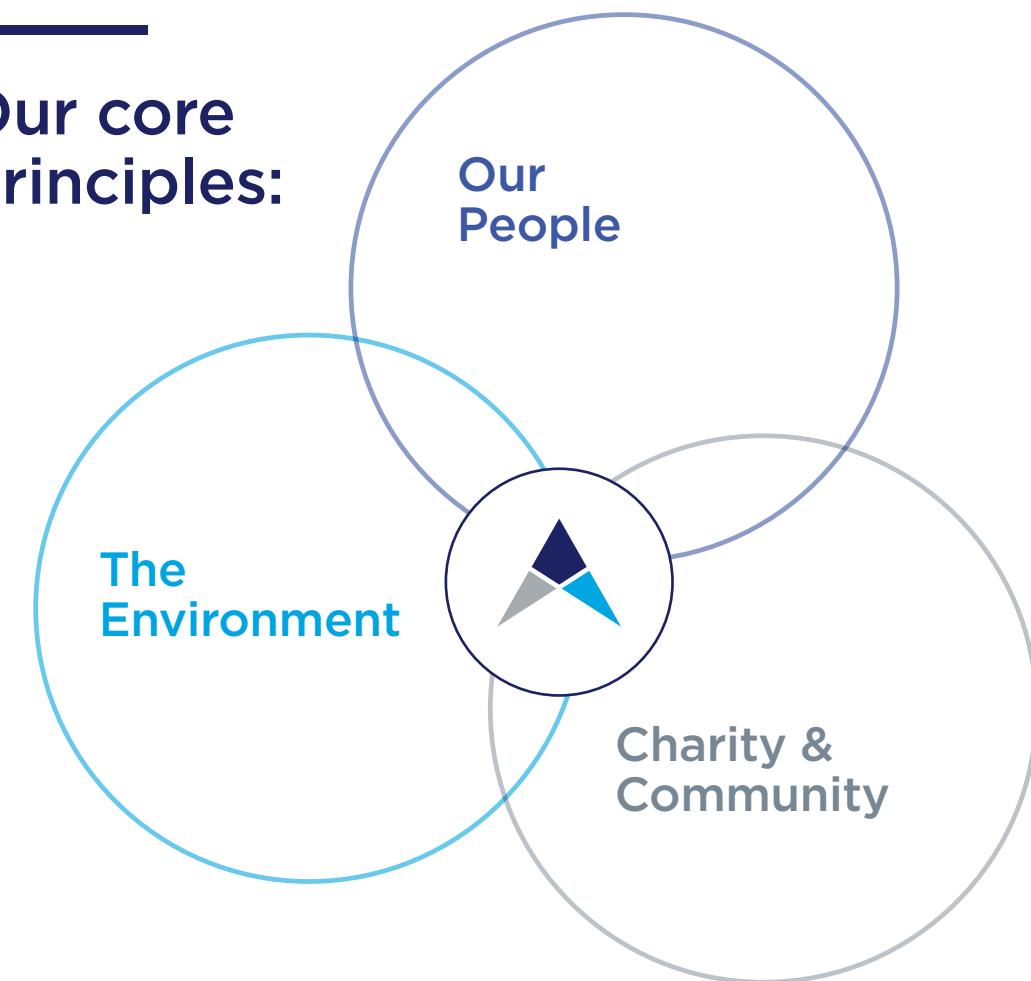 Our core
rinciples:
Our
People
The
Environment
Charity &
Community